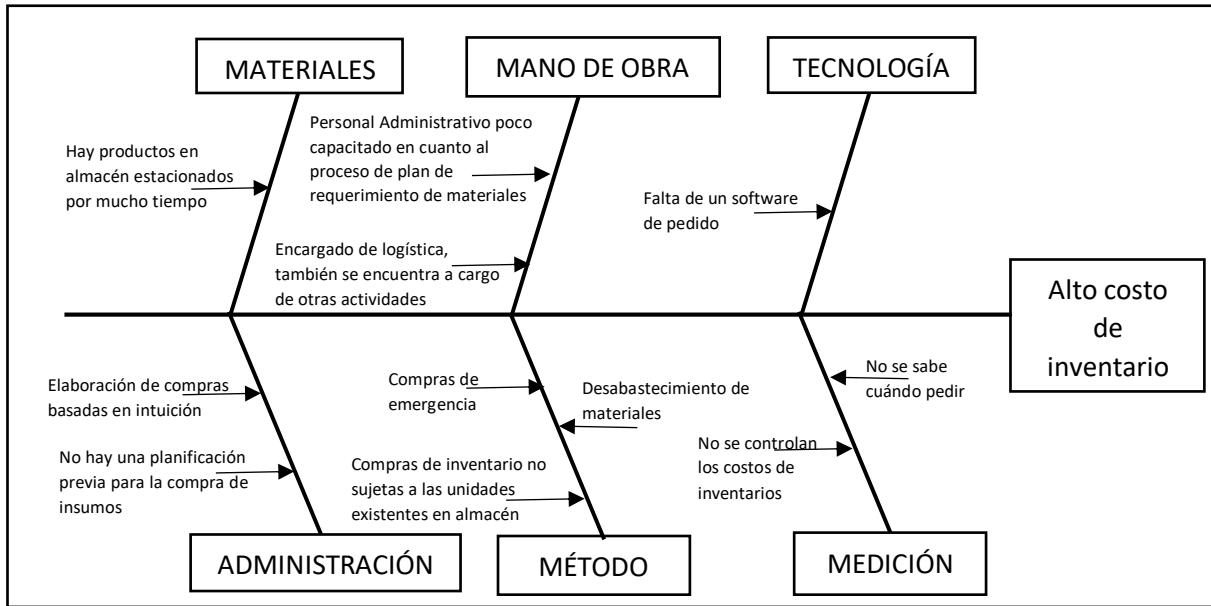 MATERIALES
MANO DE OBRA
TECNOLOGÍA
Hay productos en
almacén estacionados
por mucho tiempo
Personal Administrativo poco
capacitado en cuanto al
proceso de plan de
requerimiento de materiales
Encargado de logística,
también se encuentra a cargo
de otras actividades
Falta de un software
de pedido
Alto costo
de
inventario
Elaboración de compras
basadas en intuición
No hay una planificación
previa para la compra de
insumos
Compras de
emergencia
Desabastecimiento de
materiales
Compras de inventario no
sujetas a las unidades
existentes en almacén
No se sabe
cuándo pedir
No se controlan
los costos de
inventarios
ADMINISTRACIÓN
MÉTODO
MEDICIÓN